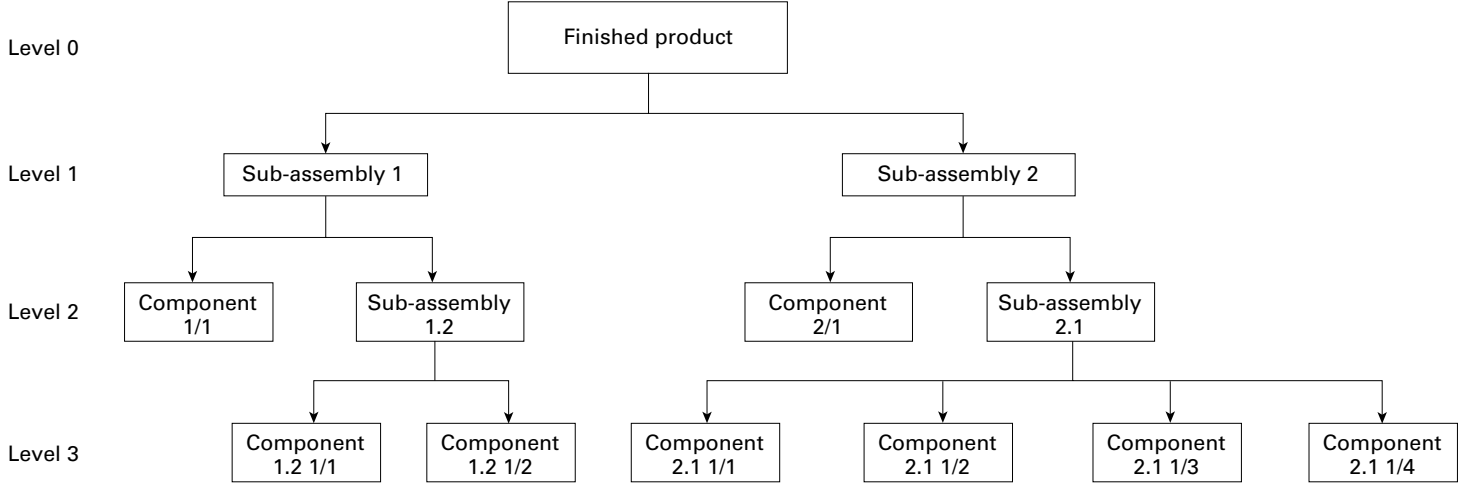 Level 0
Finished product
Level 1
Sub-assembly 1
Sub-assembly 2
Level 2
Component
1/1
Sub-assembly
1.2
Component
2/1
Sub-assembly
2.1
Level 3
Component
1.2 1/1
Component
1.2 1/2
Component
2.1 1/1
Component
2.1 1/2
Component
2.1 1/3
Component
2.1 1/4